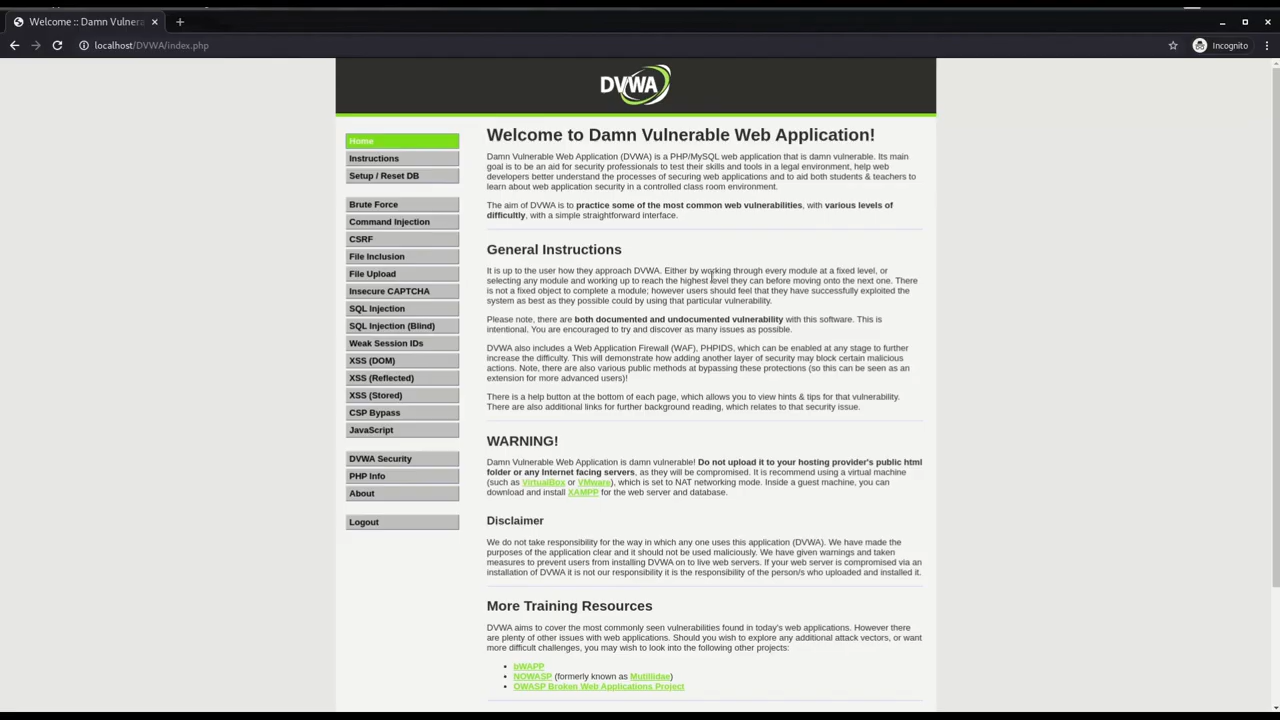 Welcome :: Damn Vulnera
localhost/DVWA/index.php
Incognito
DVWA
Home
Instructions
Setup / Reset DB
Brute Force
Command Injection
CSRF
File Inclusion
File Upload
Insecure CAPTCHA
SQL Injection
SQL Injection (Blind)
Weak Session IDs
XSS (DOM)
XSS (Reflected)
XSS (Stored)
CSP Bypass
JavaScript
DVWA Security
PHP Info
About
Logout
Welcome to Damn Vulnerable Web Application!
Damn Vulnerable Web Application (DVWA) is a PHP/MySQL web application that is damn vulnerable. Its main
goal is to be an aid for security professionals to test their skills and tools in a legal environment, help web
developers better understand the processes of securing web applications and to aid both students & teachers to
learn about web application security in a controlled class room environment.
The aim of DVWA is to practice some of the most common web vulnerabilities, with various levels of
difficultly, with a simple straightforward interface.
General Instructions
It is up to the user how they approach DVWA. Either by working through every module at a fixed level, or
selecting any module and working up to reach the highest level they can before moving onto the next one. There
is not a fixed object to complete a module; however users should feel that they have successfully exploited the
system as best as they possible could by using that particular vulnerability.
Please note, there are both documented and undocumented vulnerability with this software. This is
intentional. You are encouraged to try and discover as many issues as possible.
DVWA also includes a Web Application Firewall (WAF), PHPIDS, which can be enabled at any stage to further
increase the difficulty. This will demonstrate how adding another layer of security may block certain malicious
actions. Note, there are also various public methods at bypassing these protections (so this can be seen as an
extension for more advanced users)!
There is a help button at the bottom of each page, which allows you to view hints & tips for that vulnerability.
There are also additional links for further background reading, which relates to that security issue.
WARNING!
Damn Vulnerable Web Application is damn vulnerable! Do not upload it to your hosting provider's public html
folder or any Internet facing servers, as they will be compromised. It is recommend using a virtual machine
(such as VirtualBox or VMware), which is set to NAT networking mode. Inside a guest machine, you can
download and install XAMPP for the web server and database.
Disclaimer
We do not take responsibility for the way in which any one uses this application (DVWA). We have made the
purposes of the application clear and it should not be used maliciously. We have given warnings and taken
measures to prevent users from installing DVWA on to live web servers. If your web server is compromised via an
installation of DVWA it is not our responsibility it is the responsibility of the person/s who uploaded and installed it.
More Training Resources
DVWA aims to cover the most commonly seen vulnerabilities found in today's web applications. However there
are plenty of other issues with web applications. Should you wish to explore any additional attack vectors, or want
more difficult challenges, you may wish to look into the following other projects:
• bWAPP
• NOWASP (formerly known as Mutillidae)
• OWASP Broken Web Applications Project